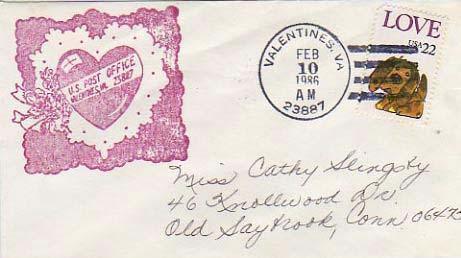 U.S. POST OFFICE
VALENTINES, VA.
23887
VALENTINES, VA
FEB
10
1986
AM
23887
LOVE
USA 22
Miss Cathy Slingsby
46 Knollwood Dr.
Old Saybrook, Conn. 06475